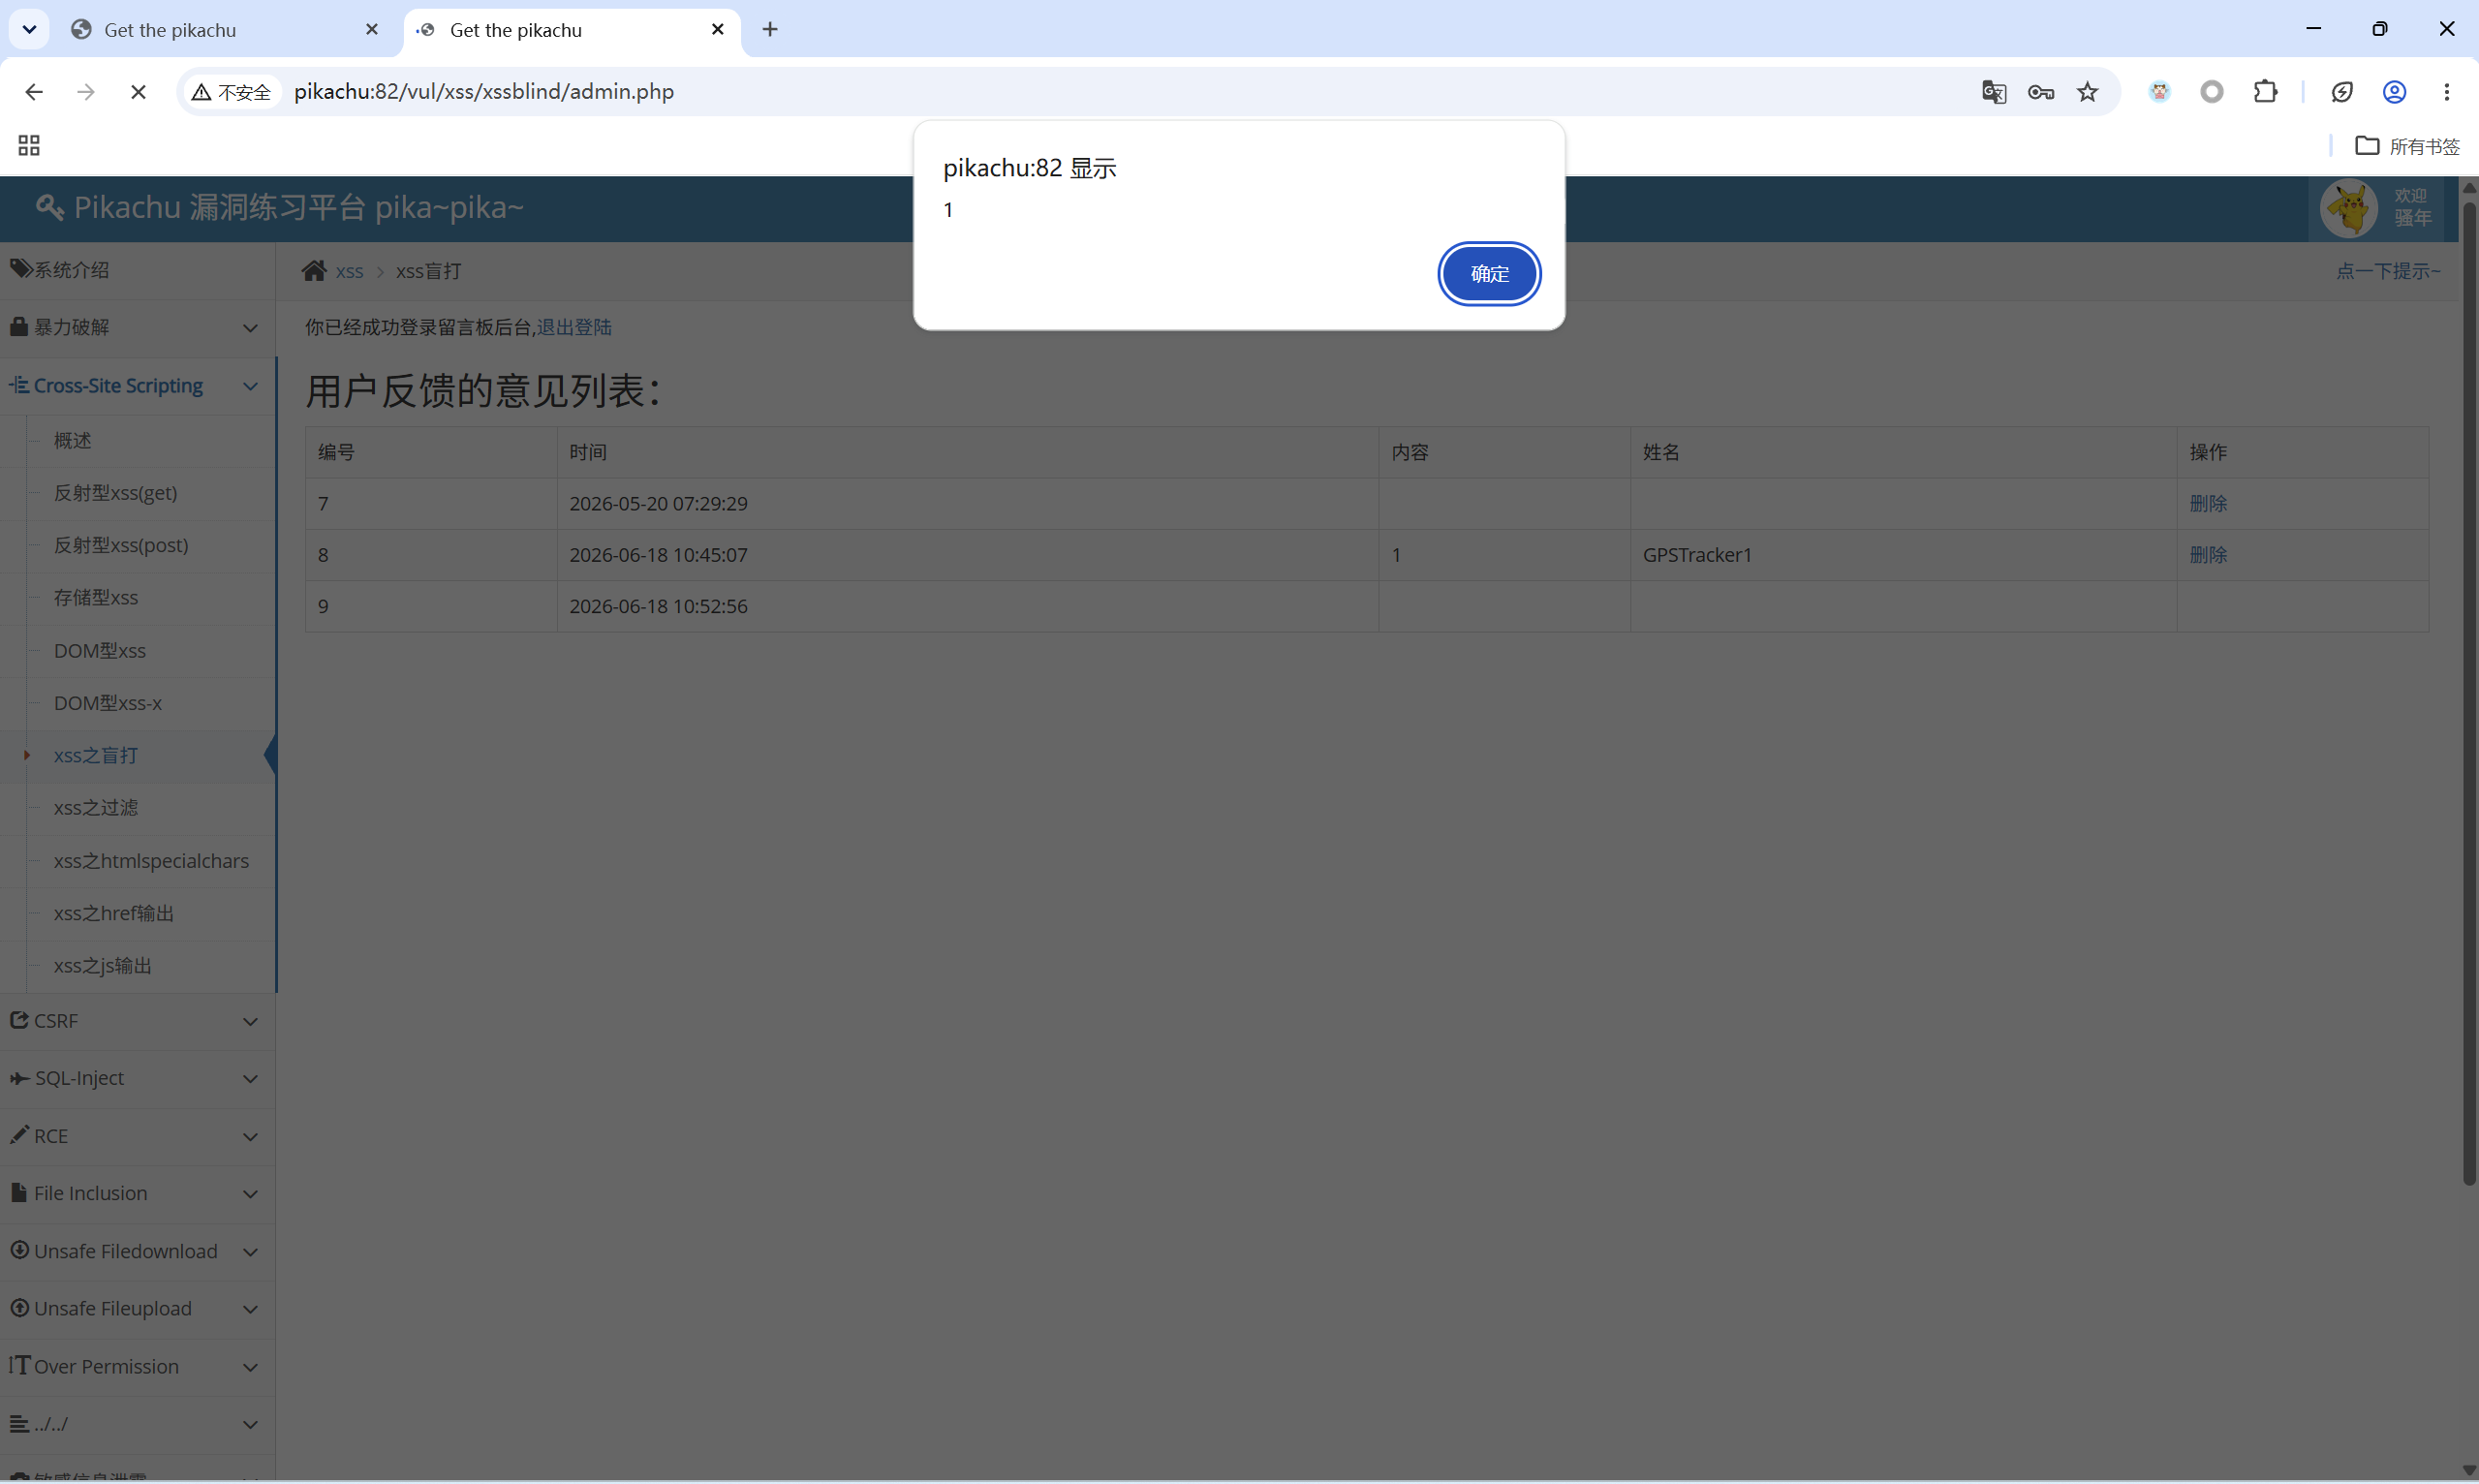 Get the pikachu
Get the pikachu
不安全
pikachu:82/vul/xss/xssblind/admin.php
所有书签
pikachu:82 显示
1
确定
Pikachu 漏洞练习平台 pika~pika~
欢迎
骚年
系统介绍
暴力破解
Cross-Site Scripting
概述
反射型xss(get)
反射型xss(post)
存储型xss
DOM型xss
DOM型xss-x
xss之盲打
xss之过滤
xss之htmlspecialchars
xss之href输出
xss之js输出
CSRF
SQL-Inject
RCE
File Inclusion
Unsafe Filedownload
Unsafe Fileupload
Over Permission
../../
敏感信息泄露
xss > xss盲打
点一下提示~
你已经成功登录留言板后台,退出登陆
用户反馈的意见列表：
编号 时间 内容 姓名 操作
7 2026-05-20 07:29:29 删除
8 2026-06-18 10:45:07 1 GPSTracker1 删除
9 2026-06-18 10:52:56